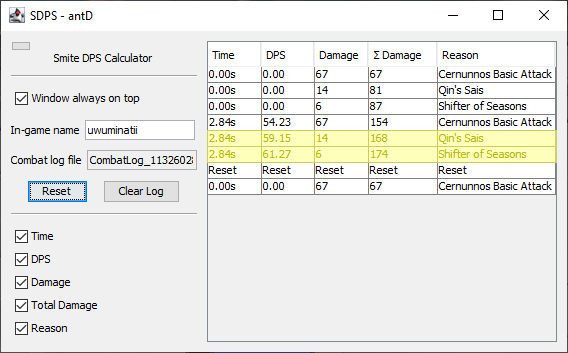 SDPS - antD
Smite DPS Calculator
Window always on top
In-game name uwuminatii
Combat log file CombatLog_11326028
Reset Clear Log
Time
DPS
Damage
Total Damage
Reason
Time DPS Damage Σ Damage Reason
0.00s 0.00 67 67 Cernunnos Basic Attack
0.00s 0.00 14 81 Qin's Sais
0.00s 0.00 6 87 Shifter of Seasons
2.84s 54.23 67 154 Cernunnos Basic Attack
2.84s 59.15 14 168 Qin's Sais
2.84s 61.27 6 174 Shifter of Seasons
Reset Reset Reset Reset Reset
0.00s 0.00 67 67 Cernunnos Basic Attack